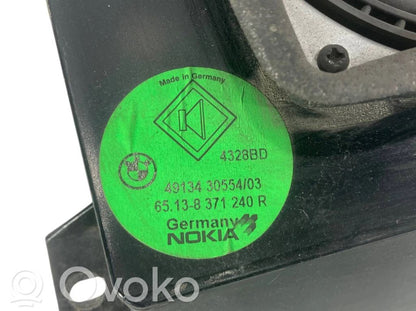 Made in Germany
4328BD
49134 30554/03
65.13-8 371 240 R
Germany
NOKIA
Ovoko